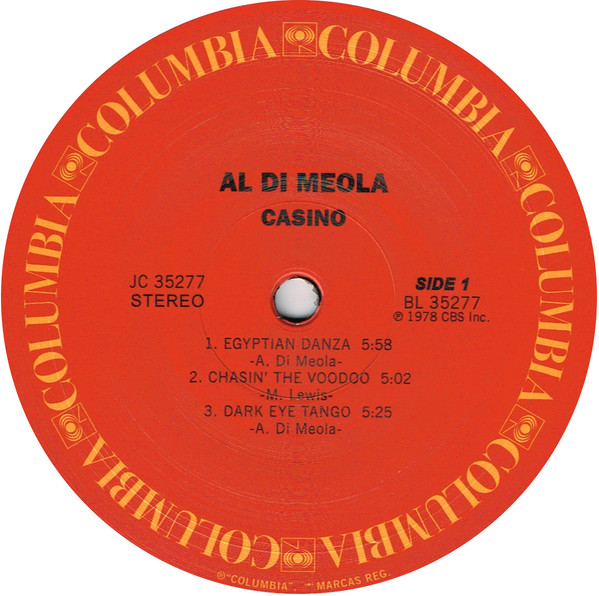 COLUMBIA COLUMBIA COLUMBIA COLUMBIA COLUMBIA COLUMBIA
AL DI MEOLA
CASINO
JC 35277
STEREO
SIDE 1
BL 35277
℗ 1978 CBS Inc.
1. EGYPTIAN DANZA 5:58
-A. Di Meola-
2. CHASIN' THE VOODOO 5:02
-M. Lewis-
3. DARK EYE TANGO 5:25
-A. Di Meola-
®"COLUMBIA", MARCAS REG.